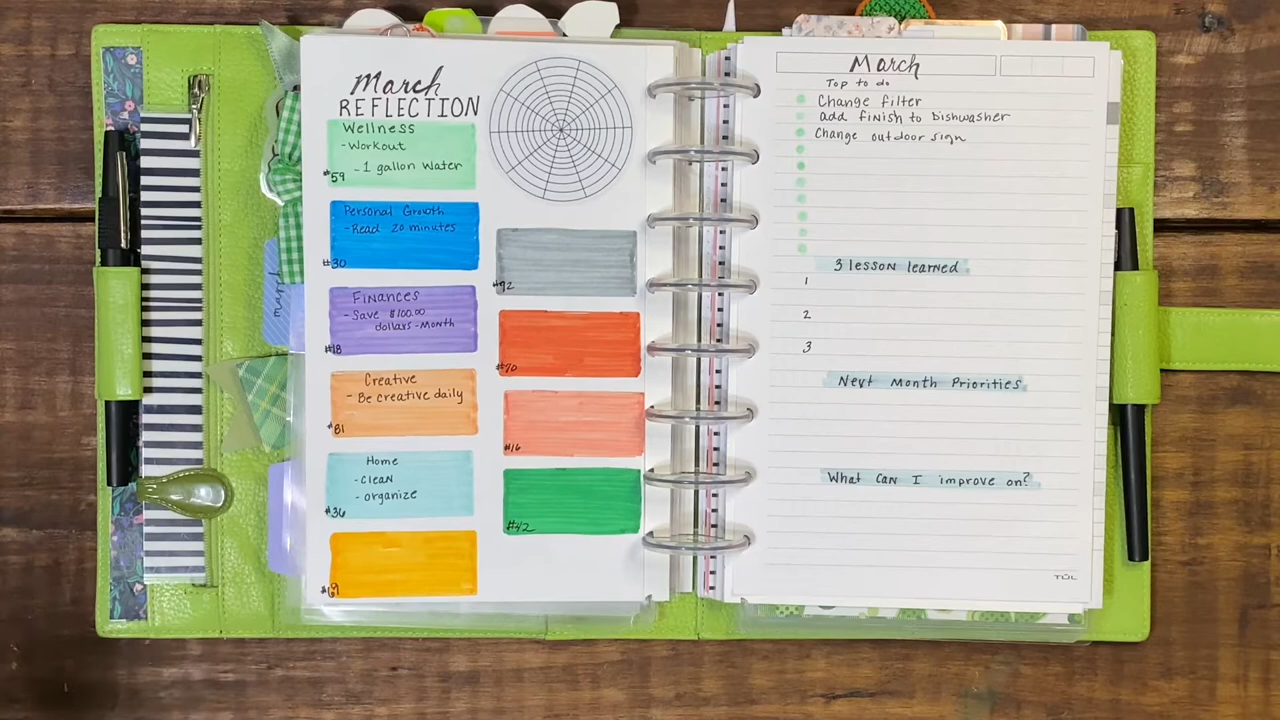 March
REFLECTION
Wellness
-Workout
-1 gallon water
#59
Personal Growth
-Read 20 minutes
#30
Finances
-Save $100.00
dollars-Month
#18
Creative
- Be creative daily
#81
Home
-clean
-organize
#36
#69
#92
#70
#16
#42
march
March
Top to do
Change filter
add finish to Dishwasher
Change outdoor sign
3 lesson learned
1
2
3
Next Month Priorities
What can I improve on?
TUL